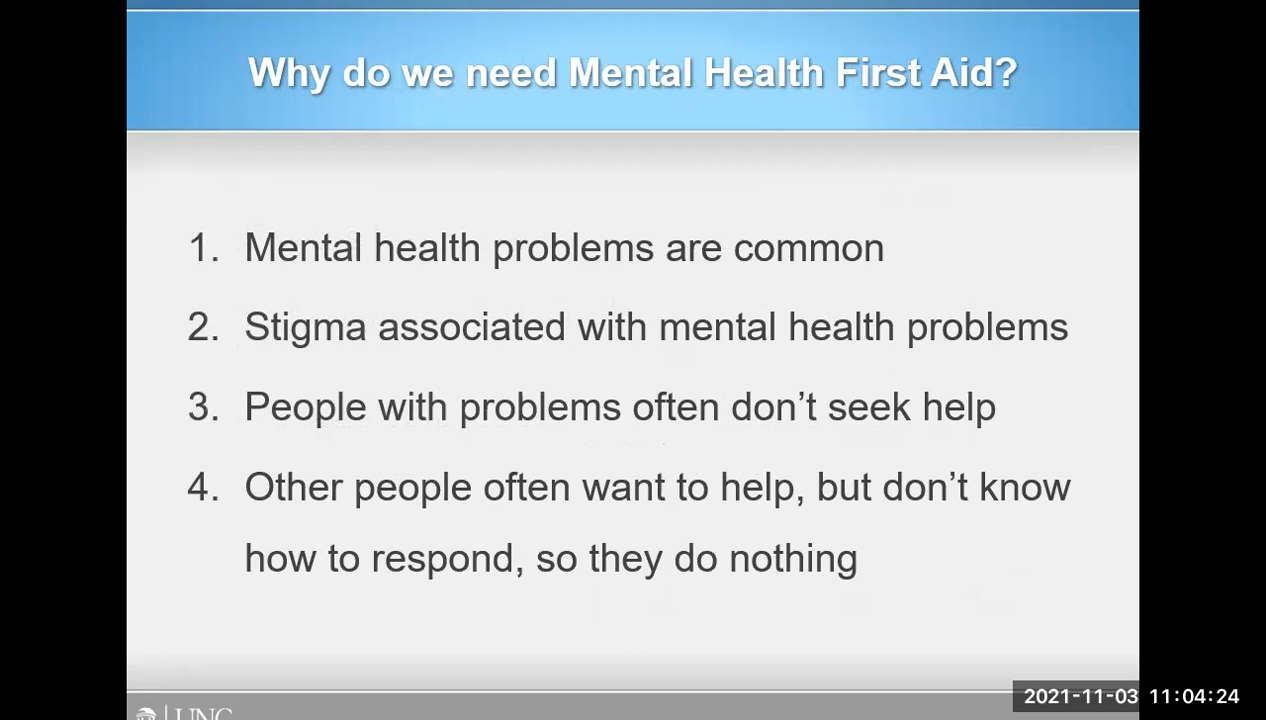 Why do we need Mental Health First Aid?
1. Mental health problems are common
2. Stigma associated with mental health problems
3. People with problems often don’t seek help
4. Other people often want to help, but don’t know
how to respond, so they do nothing
UNC
2021-11-03 11:04:24